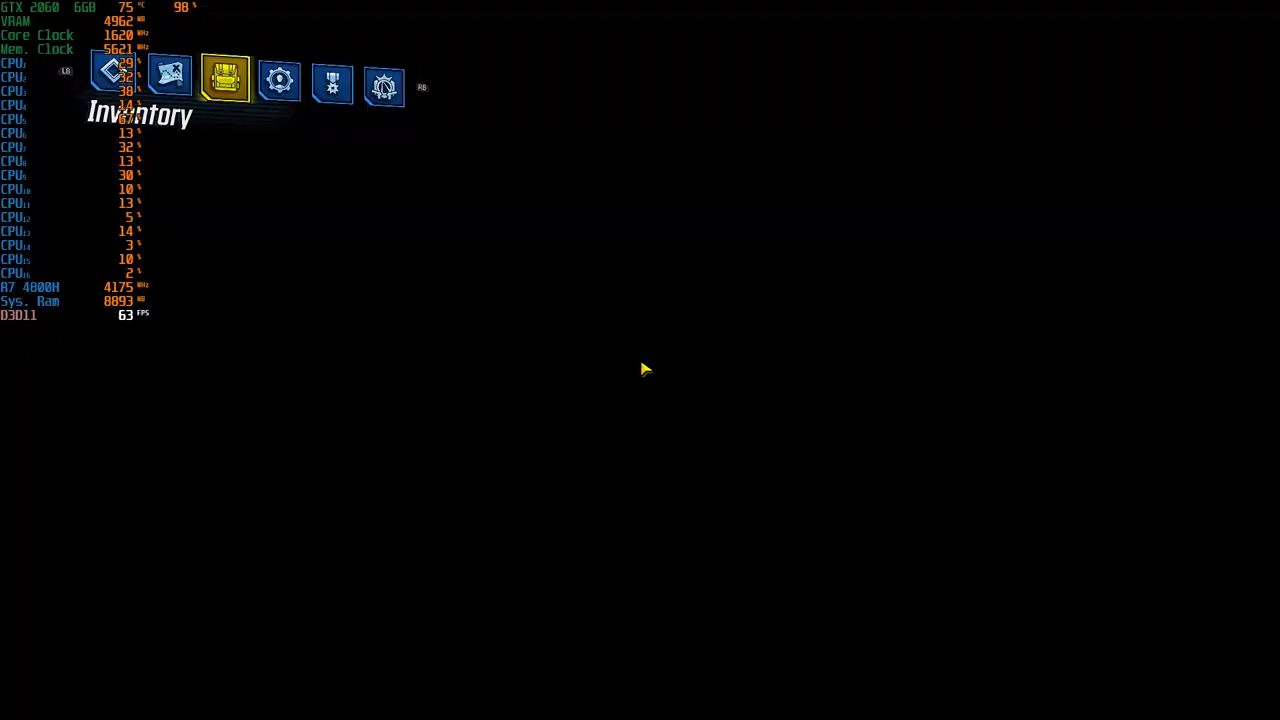 GTX 2060 6GB 75 °C 98 %
VRAM 4962 MB
Core Clock 1620 MHz
Mem. Clock 5621 MHz
CPU1 29 %
CPU2 32 %
CPU3 38 %
CPU4 14 %
CPU5 67 %
CPU6 13 %
CPU7 32 %
CPU8 13 %
CPU9 30 %
CPU10 10 %
CPU11 13 %
CPU12 5 %
CPU13 14 %
CPU14 3 %
CPU15 10 %
CPU16 2 %
R7 4800H 4175 MHz
Sys. Ram 8893 MB
D3D11 63 FPS
LB
RB
Inventory